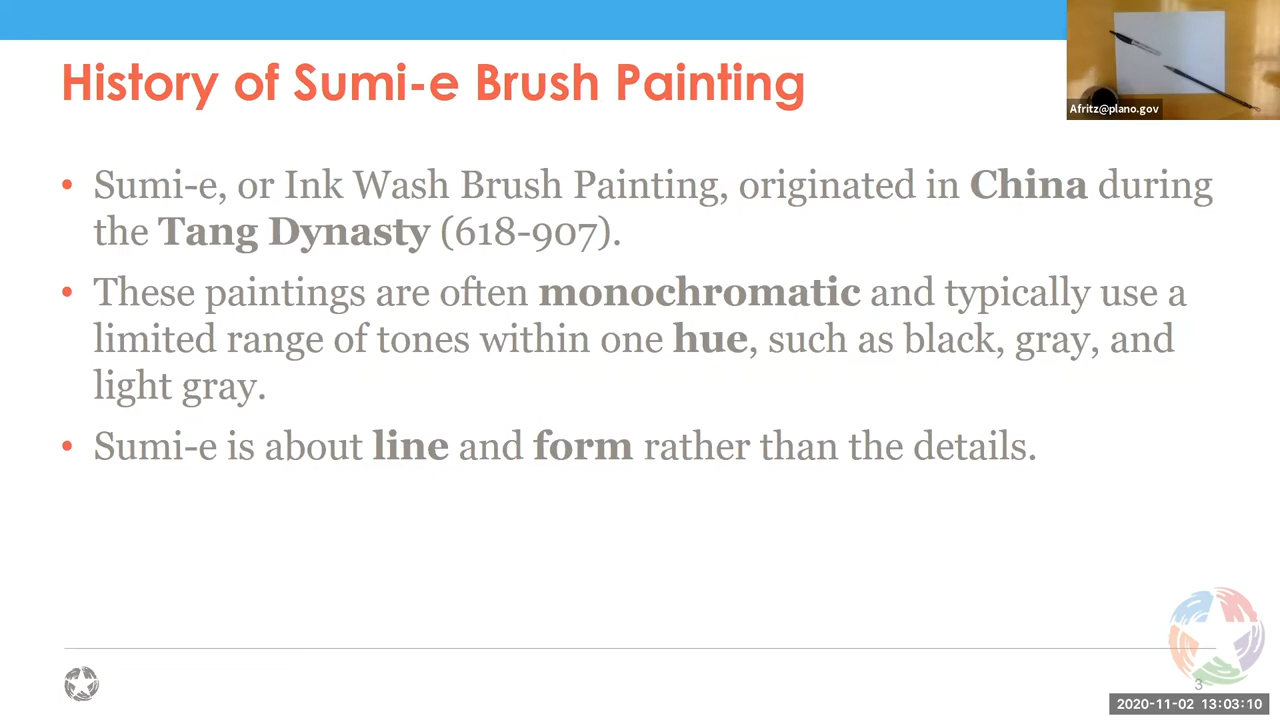 History of Sumi-e Brush Painting
Afritz@plano.gov
• Sumi-e, or Ink Wash Brush Painting, originated in China during
the Tang Dynasty (618-907).
• These paintings are often monochromatic and typically use a
limited range of tones within one hue, such as black, gray, and
light gray.
• Sumi-e is about line and form rather than the details.
3
2020-11-02 13:03:10